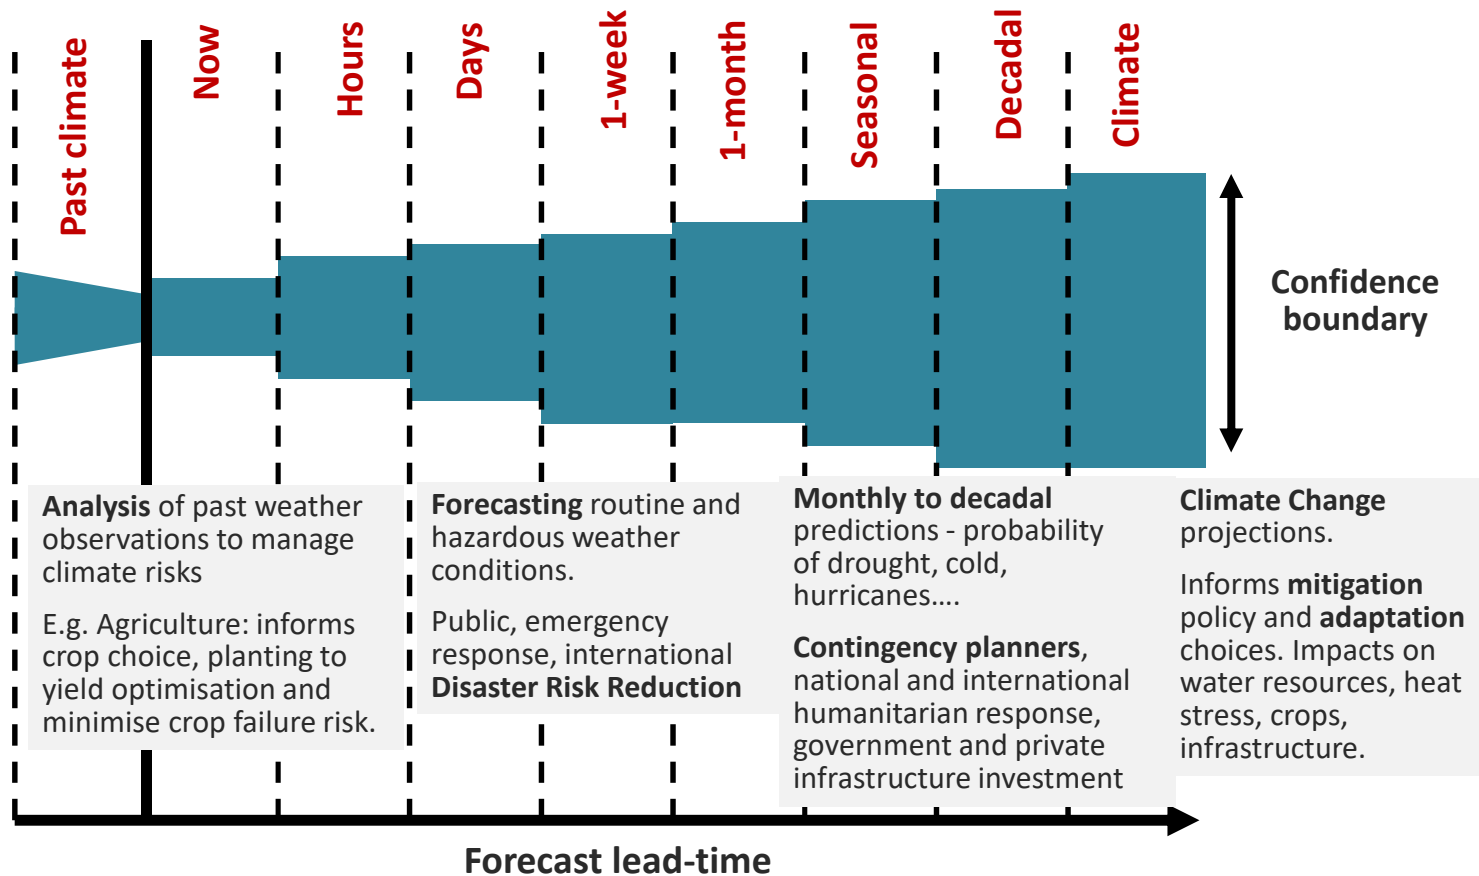 Past climate
Now
Hours
Days
1-week
1-month
Seasonal
Decadal
Climate
Confidence
boundary
Analysis of past weather
observations to manage
climate risks
E.g. Agriculture: informs
crop choice, planting to
yield optimisation and
minimise crop failure risk.
Forecasting routine and
hazardous weather
conditions.
Public, emergency
response, international
Disaster Risk Reduction
Monthly to decadal
predictions - probability
of drought, cold,
hurricanes....
Contingency planners,
national and international
humanitarian response,
government and private
infrastructure investment
Climate Change
projections.
Informs mitigation
policy and adaptation
choices. Impacts on
water resources, heat
stress, crops,
infrastructure.
Forecast lead-time